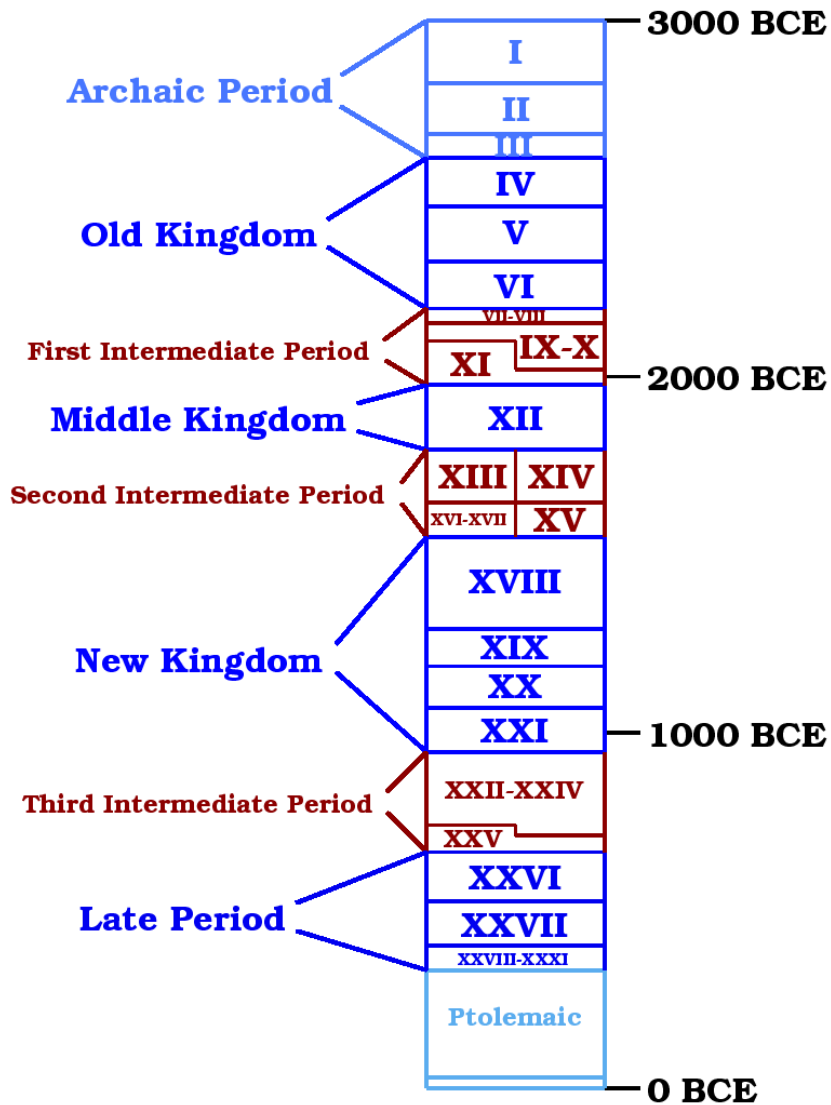 3000 BCE
I
Archaic Period
II
III
IV
Old Kingdom
V
VI
VII-VIII
First Intermediate Period
IX-X
XI
2000 BCE
Middle Kingdom
XII
XIII
XIV
Second Intermediate Period
XVI-XVII
XV
XVIII
New Kingdom
XIX
XX
XXI
1000 BCE
Third Intermediate Period
XXII-XXIV
XXV
XXVI
Late Period
XXVII
XXVIII-XXXI
Ptolemaic
0 BCE